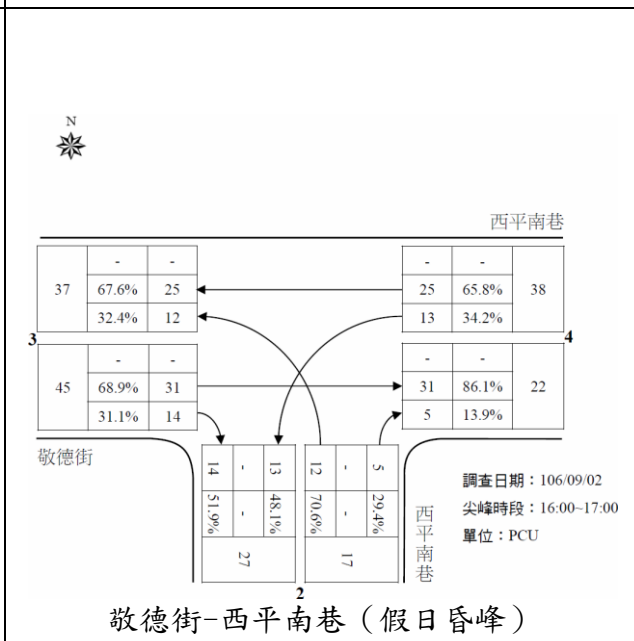 N
西平南巷
37
- -
67.6% 25
32.4% 12
- -
25 65.8%
13 34.2%
38
3
4
45
- -
68.9% 31
31.1% 14
- -
31 86.1%
5 13.9%
22
敬德街
14 - 13
51.9% - 48.1%
27
12 - 5
70.6% - 29.4%
17
西平南巷
調查日期：106/09/02
尖峰時段：16:00~17:00
單位：PCU
2
敬德街-西平南巷（假日昏峰）